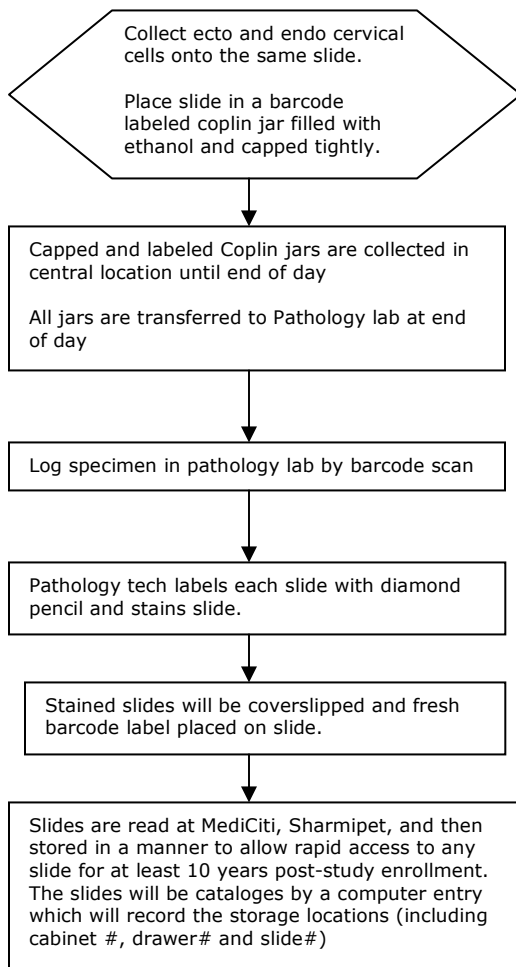 Collect ecto and endo cervical
cells onto the same slide.
Place slide in a barcode
labeled coplin jar filled with
ethanol and capped tightly.
Capped and labeled Coplin jars are collected in
central location until end of day
All jars are transferred to Pathology lab at end
of day
Log specimen in pathology lab by barcode scan
Pathology tech labels each slide with diamond
pencil and stains slide.
Stained slides will be coverslipped and fresh
barcode label placed on slide.
Slides are read at MediCiti, Sharmipet, and then
stored in a manner to allow rapid access to any
slide for at least 10 years post-study enrollment.
The slides will be cataloges by a computer entry
which will record the storage locations (including
cabinet #, drawer# and slide#)